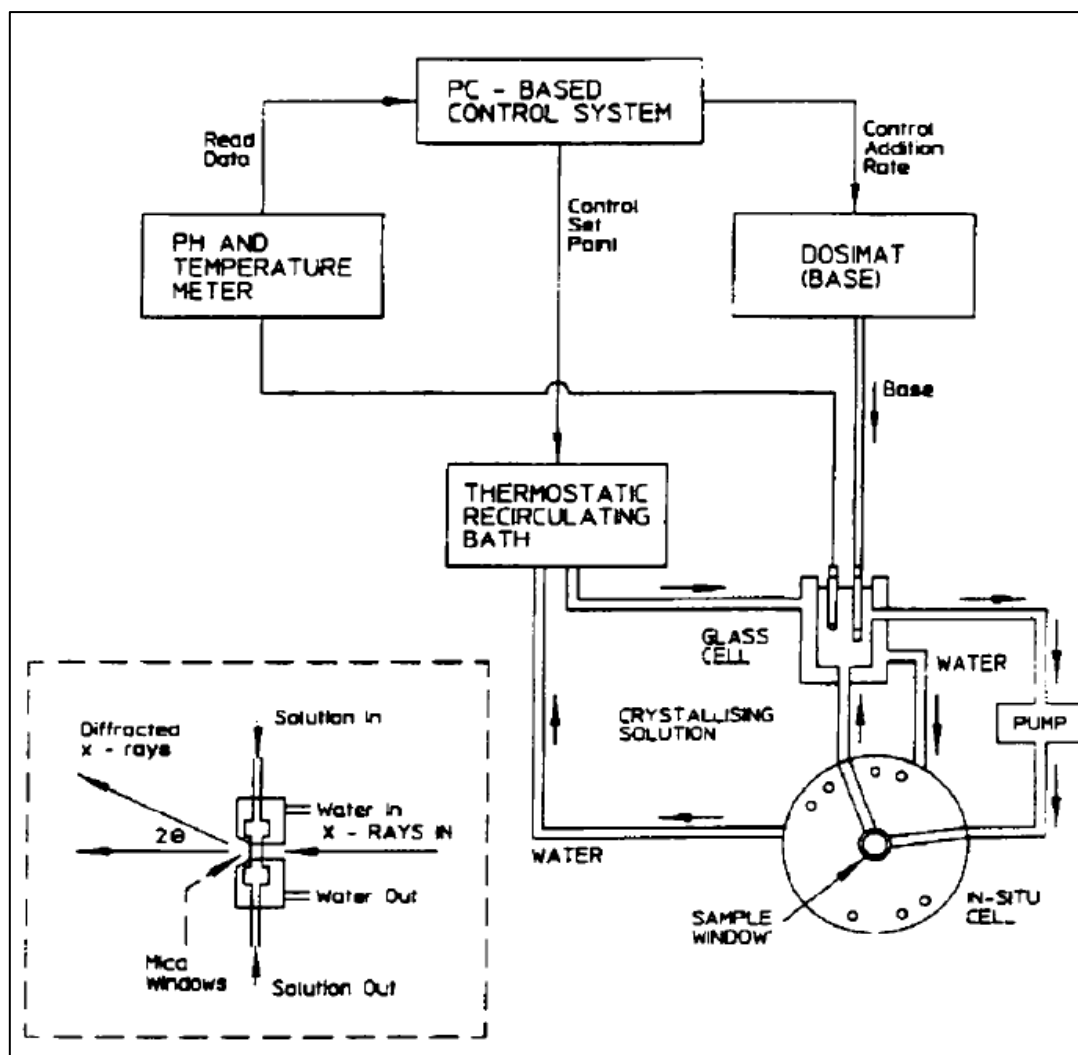 PC - BASED
CONTROL SYSTEM
Read
Data
Control
Addition
Rate
Control
Set
Point
PH AND
TEMPERATURE
METER
DOSIMAT
(BASE)
Base
THERMOSTATIC
RECIRCULATING
BATH
GLASS
CELL
WATER
CRYSTALLISING
SOLUTION
PUMP
WATER
SAMPLE
WINDOW
IN-SITU
CELL
Solution In
Diffracted
x - rays
Water In
X - RAYS IN
2θ
Water Out
Mica
Windows
Solution Out